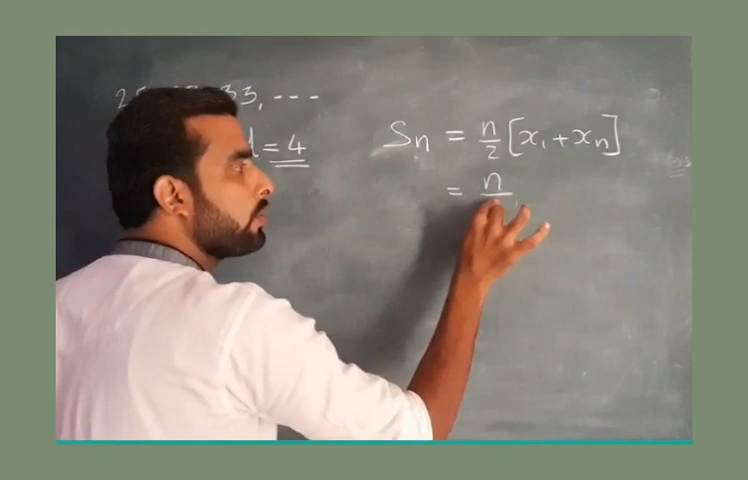 33, ---
d = 4
Sn = n/2 [x₁ + xn]
= n